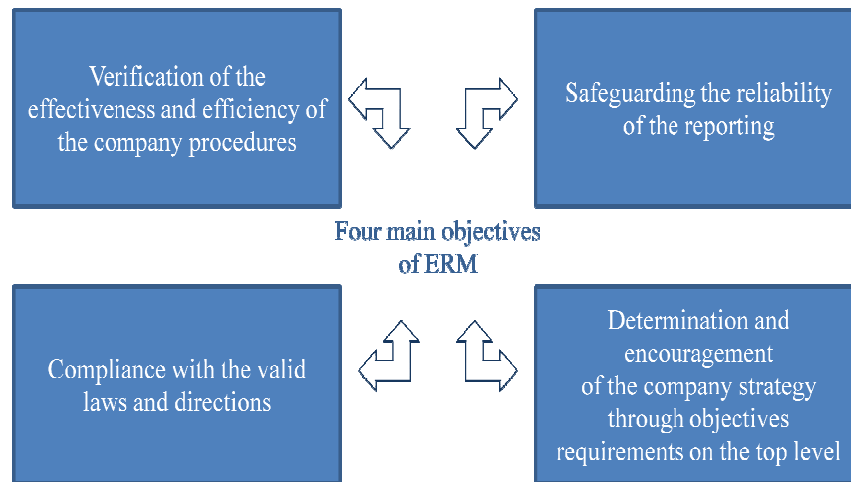 Verification of the
effectiveness and efficiency of
the company procedures
Safeguarding the reliability
of the reporting
Four main objectives
of ERM
Compliance with the valid
laws and directions
Determination and
encouragement
of the company strategy
through objectives
requirements on the top level